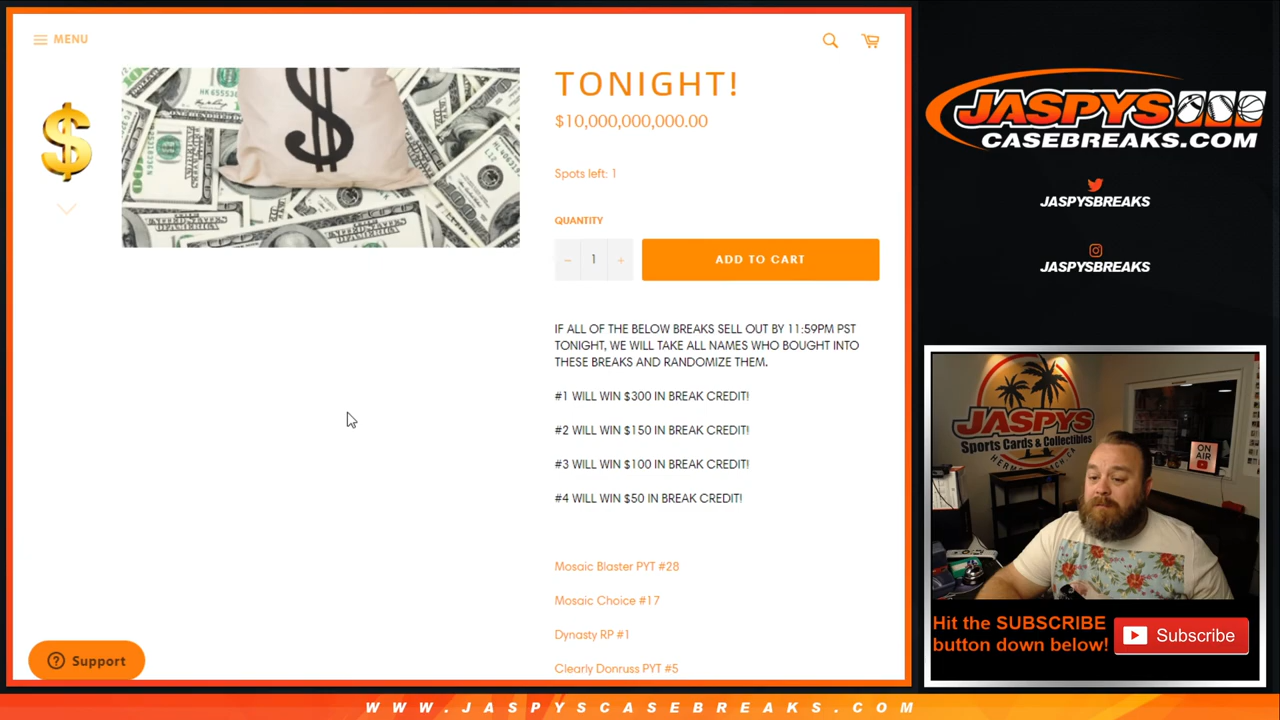 MENU
TONIGHT!
$10,000,000,000.00
Spots left: 1
QUANTITY
− 1 +
ADD TO CART
IF ALL OF THE BELOW BREAKS SELL OUT BY 11:59PM PST
TONIGHT, WE WILL TAKE ALL NAMES WHO BOUGHT INTO
THESE BREAKS AND RANDOMIZE THEM.
#1 WILL WIN $300 IN BREAK CREDIT!
#2 WILL WIN $150 IN BREAK CREDIT!
#3 WILL WIN $100 IN BREAK CREDIT!
#4 WILL WIN $50 IN BREAK CREDIT!
Mosaic Blaster PYT #28
Mosaic Choice #17
Dynasty RP #1
Clearly Donruss PYT #5
Support
JASPYS
CASEBREAKS.COM
JASPYSBREAKS
JASPYSBREAKS
JASPYS
Sports Cards & Collectibles
ON
AIR
Hit the SUBSCRIBE
button down below!
Subscribe
WWW.JASPYSCASEBREAKS.COM